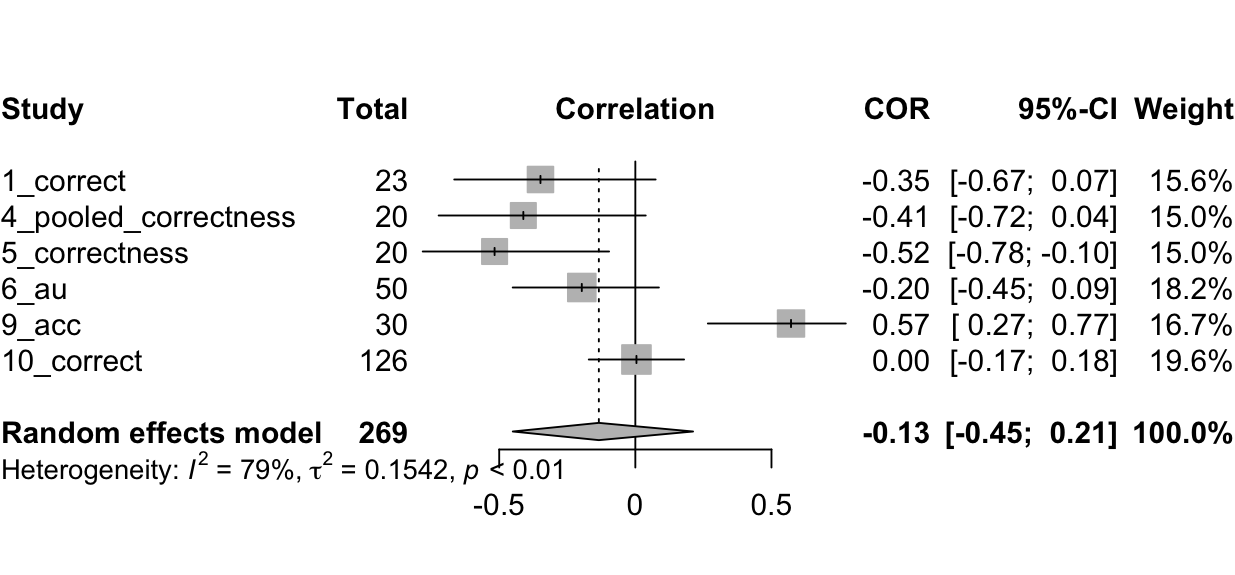 Study Total Correlation COR 95%-CI Weight
1_correct 23 -0.35 [-0.67; 0.07] 15.6%
4_pooled_correctness 20 -0.41 [-0.72; 0.04] 15.0%
5_correctness 20 -0.52 [-0.78; -0.10] 15.0%
6_au 50 -0.20 [-0.45; 0.09] 18.2%
9_acc 30 0.57 [ 0.27; 0.77] 16.7%
10_correct 126 0.00 [-0.17; 0.18] 19.6%
Random effects model 269 -0.13 [-0.45; 0.21] 100.0%
Heterogeneity: I² = 79%, τ² = 0.1542, p < 0.01
-0.5 0 0.5